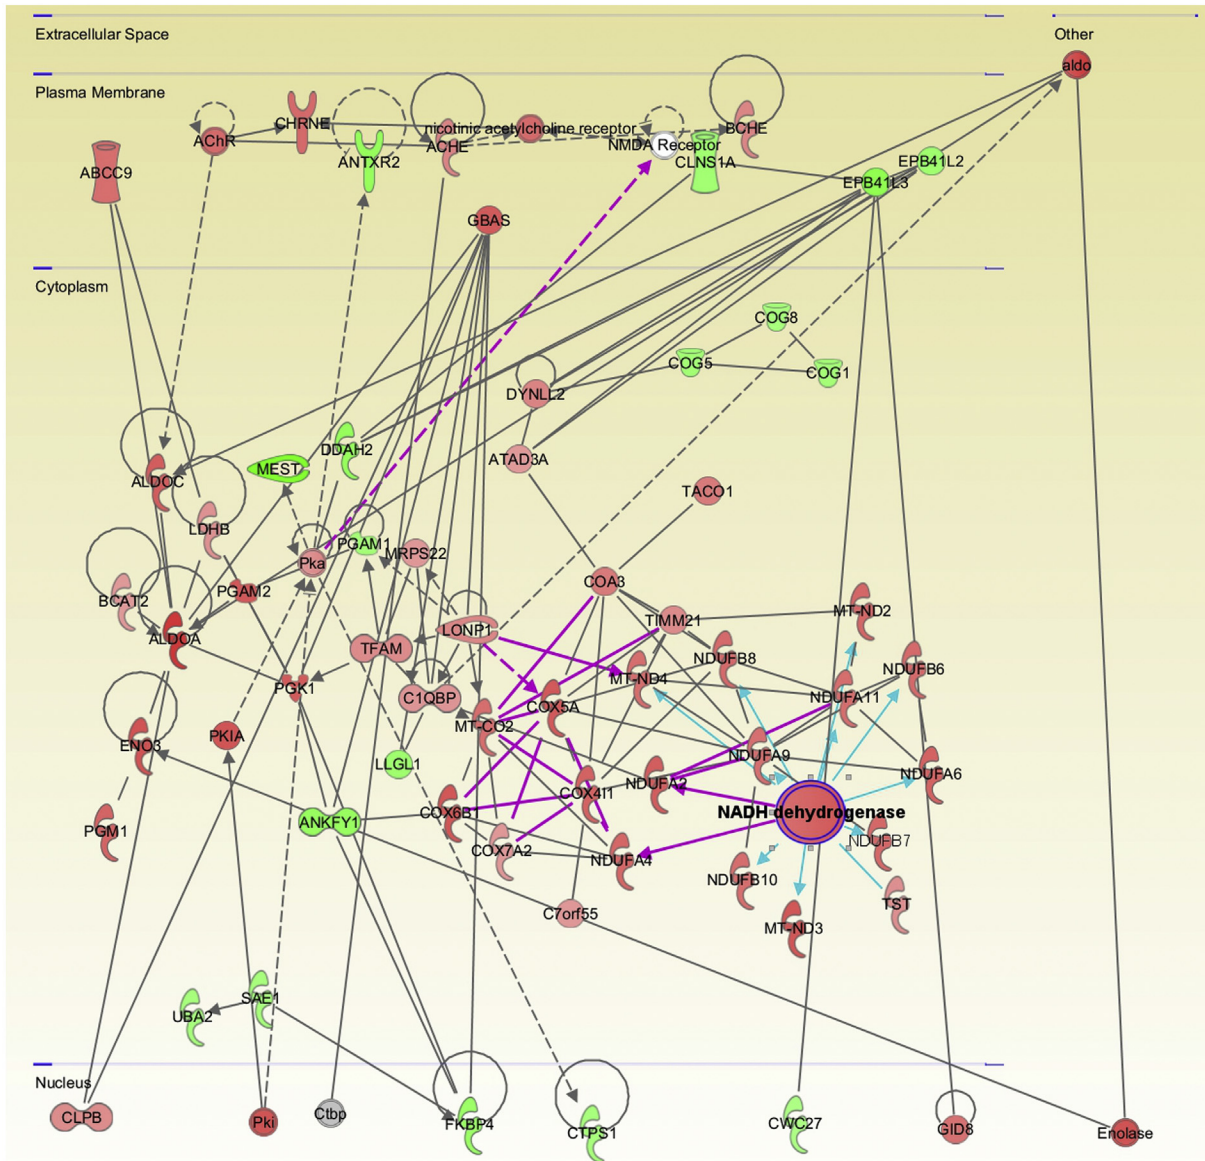 Extracellular Space
Other
aldo
Plasma Membrane
CHRNE
AChR
nicotinic acetylcholine receptor
BCHE
ACHE
NMDA Receptor
ANTXR2
CLNS1A
EPB41L2
ABCC9
EPB41L3
GBAS
Cytoplasm
COG8
COG5
COG1
DYNLL2
DDAH2
ATAD3A
MEST
ALDOC
TACO1
LDHB
PGAM1
MRPS22
Pka
COA3
PGAM2
BCAT2
MT-ND2
TIMM21
LONP1
ALDOA
TFAM
NDUFB8
NDUFB6
MT-ND4
PGK1
C1QBP
NDUFA11
COX5A
MT-CO2
PKIA
ENO3
NDUFA9
LLGL1
NDUFA6
NDUFA2
COX4I1
NADH dehydrogenase
COX6B1
PGM1
ANKFY1
NDUFB7
COX7A2
NDUFA4
NDUFB10
TST
C7orf55
MT-ND3
SAE1
UBA2
Nucleus
CLPB
Ctbp
Pki
FKBP4
CTPS1
CWC27
GID8
Enolase